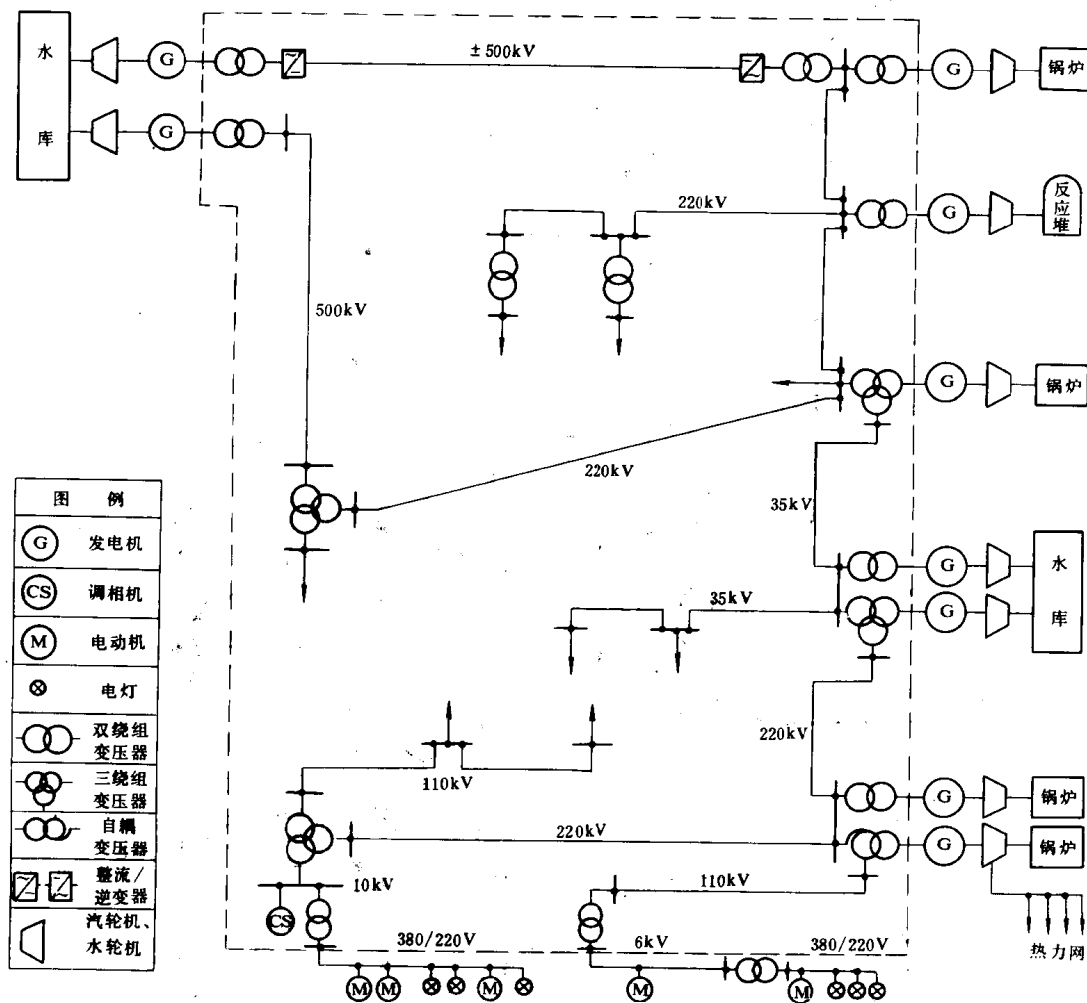 水
库
G
±500kV
G
锅炉
G
220kV
G
反
应
堆
500kV
G
锅炉
220kV
35kV
图 例
G 发电机
CS 调相机
M 电动机
电灯
双绕组
变压器
三绕组
变压器
自耦
变压器
整流/
逆变器
汽轮机、
水轮机
G
水
库
35kV
G
220kV
110kV
G
锅炉
220kV
G
锅炉
10kV
110kV
CS
热力网
380/220V
6kV
380/220V
M
M
M
M
M